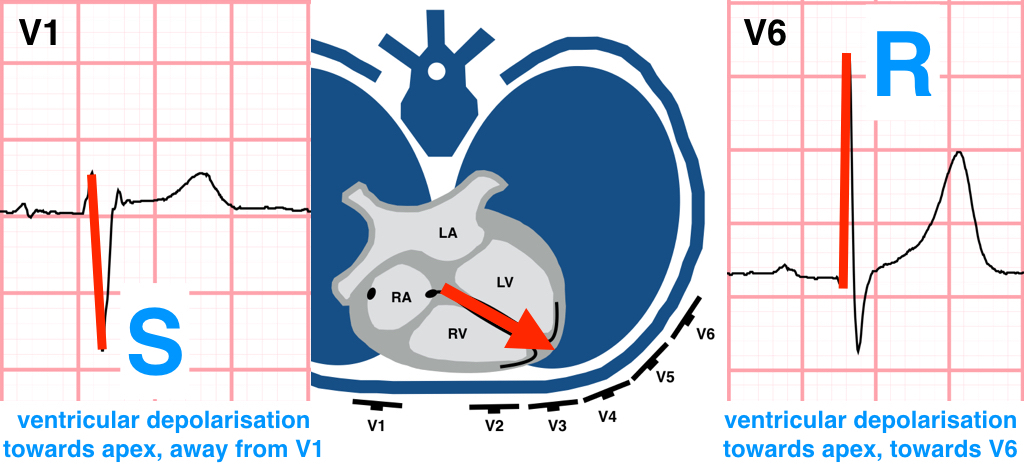 V1
S
ventricular depolarisation
towards apex, away from V1
LA
LV
RA
RV
V1
V2
V3
V4
V5
V6
V6
R
ventricular depolarisation
towards apex, towards V6